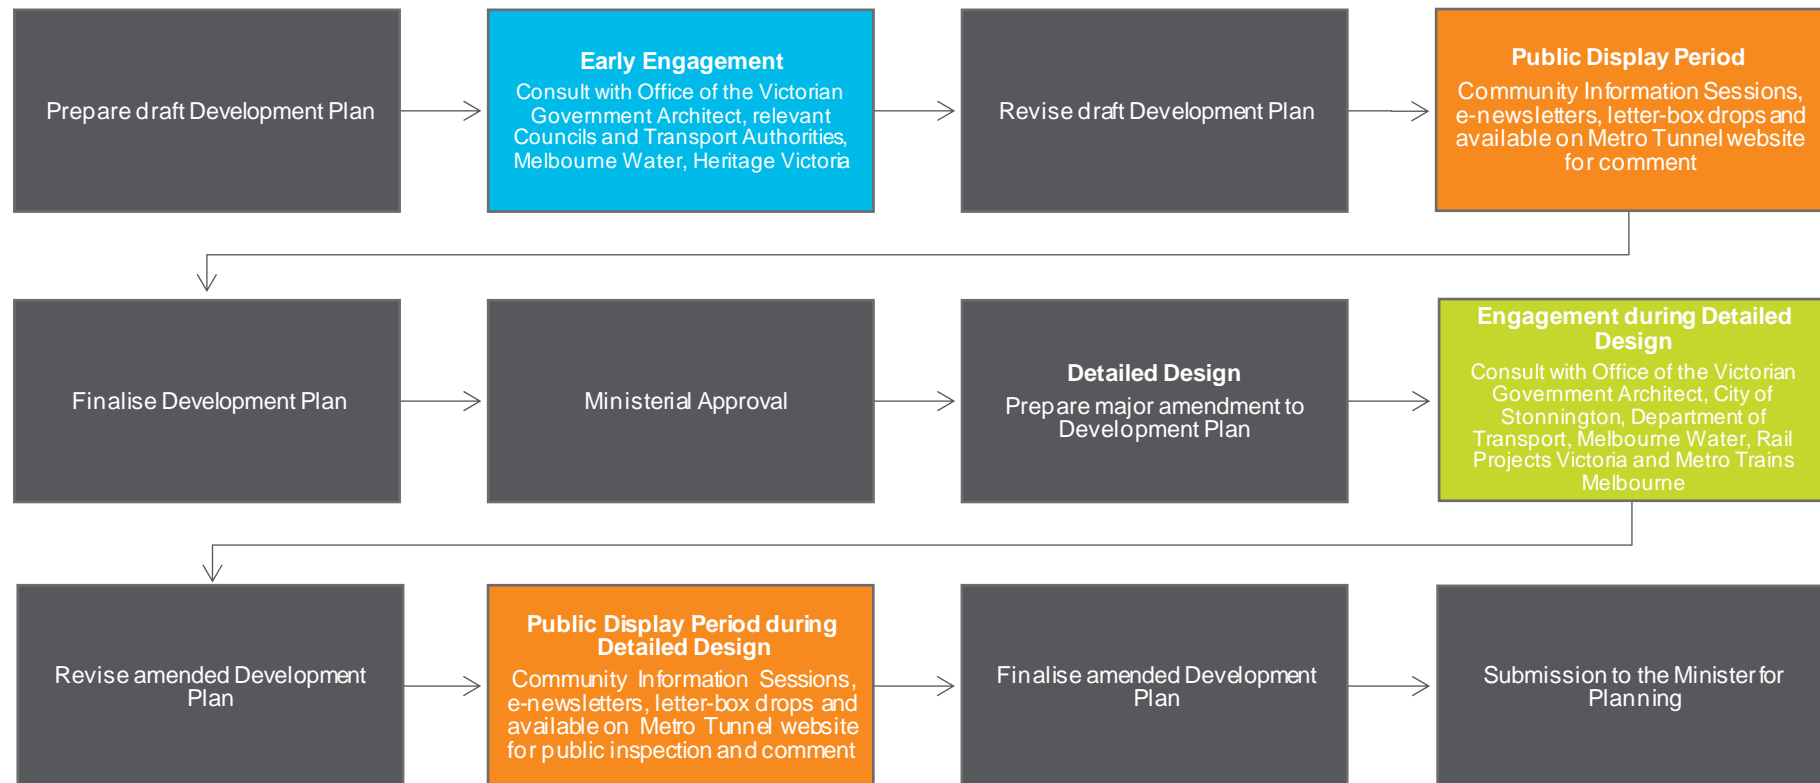 Prepare draft Development Plan
Early Engagement
Consult with Office of the Victorian
Government Architect, relevant
Councils and Transport Authorities,
Melbourne Water, Heritage Victoria
Revise draft Development Plan
Public Display Period
Community Information Sessions,
e-newsletters, letter-box drops and
available on Metro Tunnel website
for comment
Finalise Development Plan
Ministerial Approval
Detailed Design
Prepare major amendment to
Development Plan
Engagement during Detailed
Design
Consult with Office of the Victorian
Government Architect, City of
Stonnington, Department of
Transport, Melbourne Water, Rail
Projects Victoria and Metro Trains
Melbourne
Revise amended Development
Plan
Public Display Period during
Detailed Design
Community Information Sessions,
e-newsletters, letter-box drops and
available on Metro Tunnel website
for public inspection and comment
Finalise amended Development
Plan
Submission to the Minister for
Planning